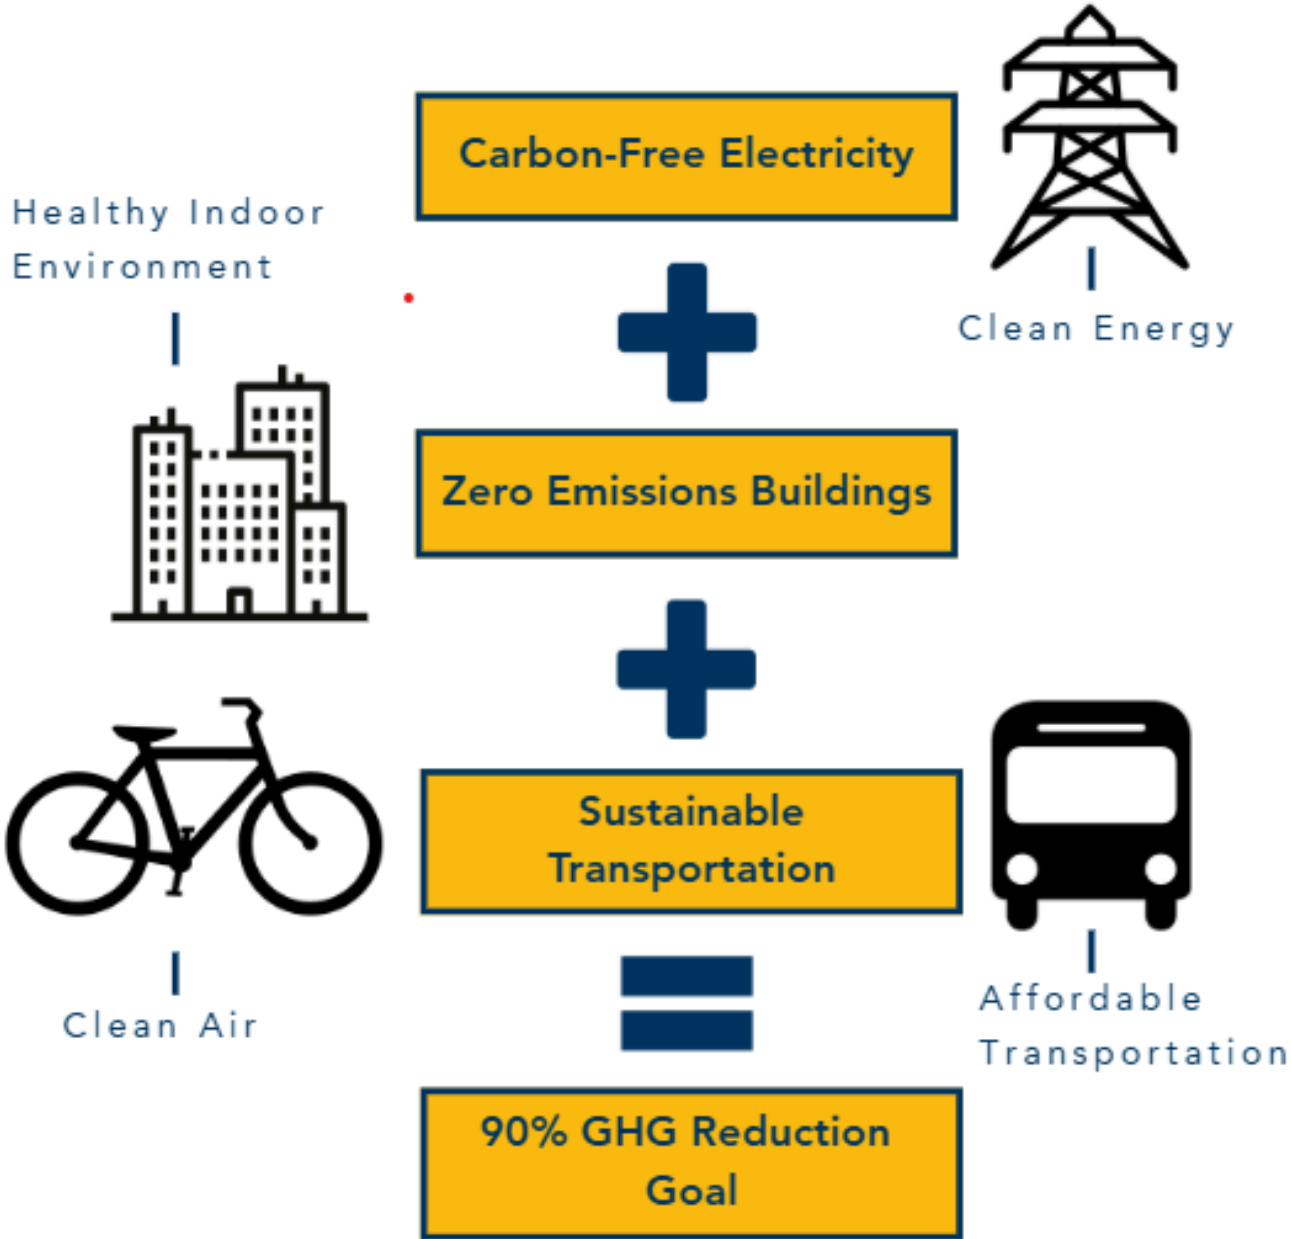 Carbon-Free Electricity
Healthy Indoor
Environment
Clean Energy
Zero Emissions Buildings
Sustainable
Transportation
Clean Air
Affordable
Transportation
90% GHG Reduction
Goal